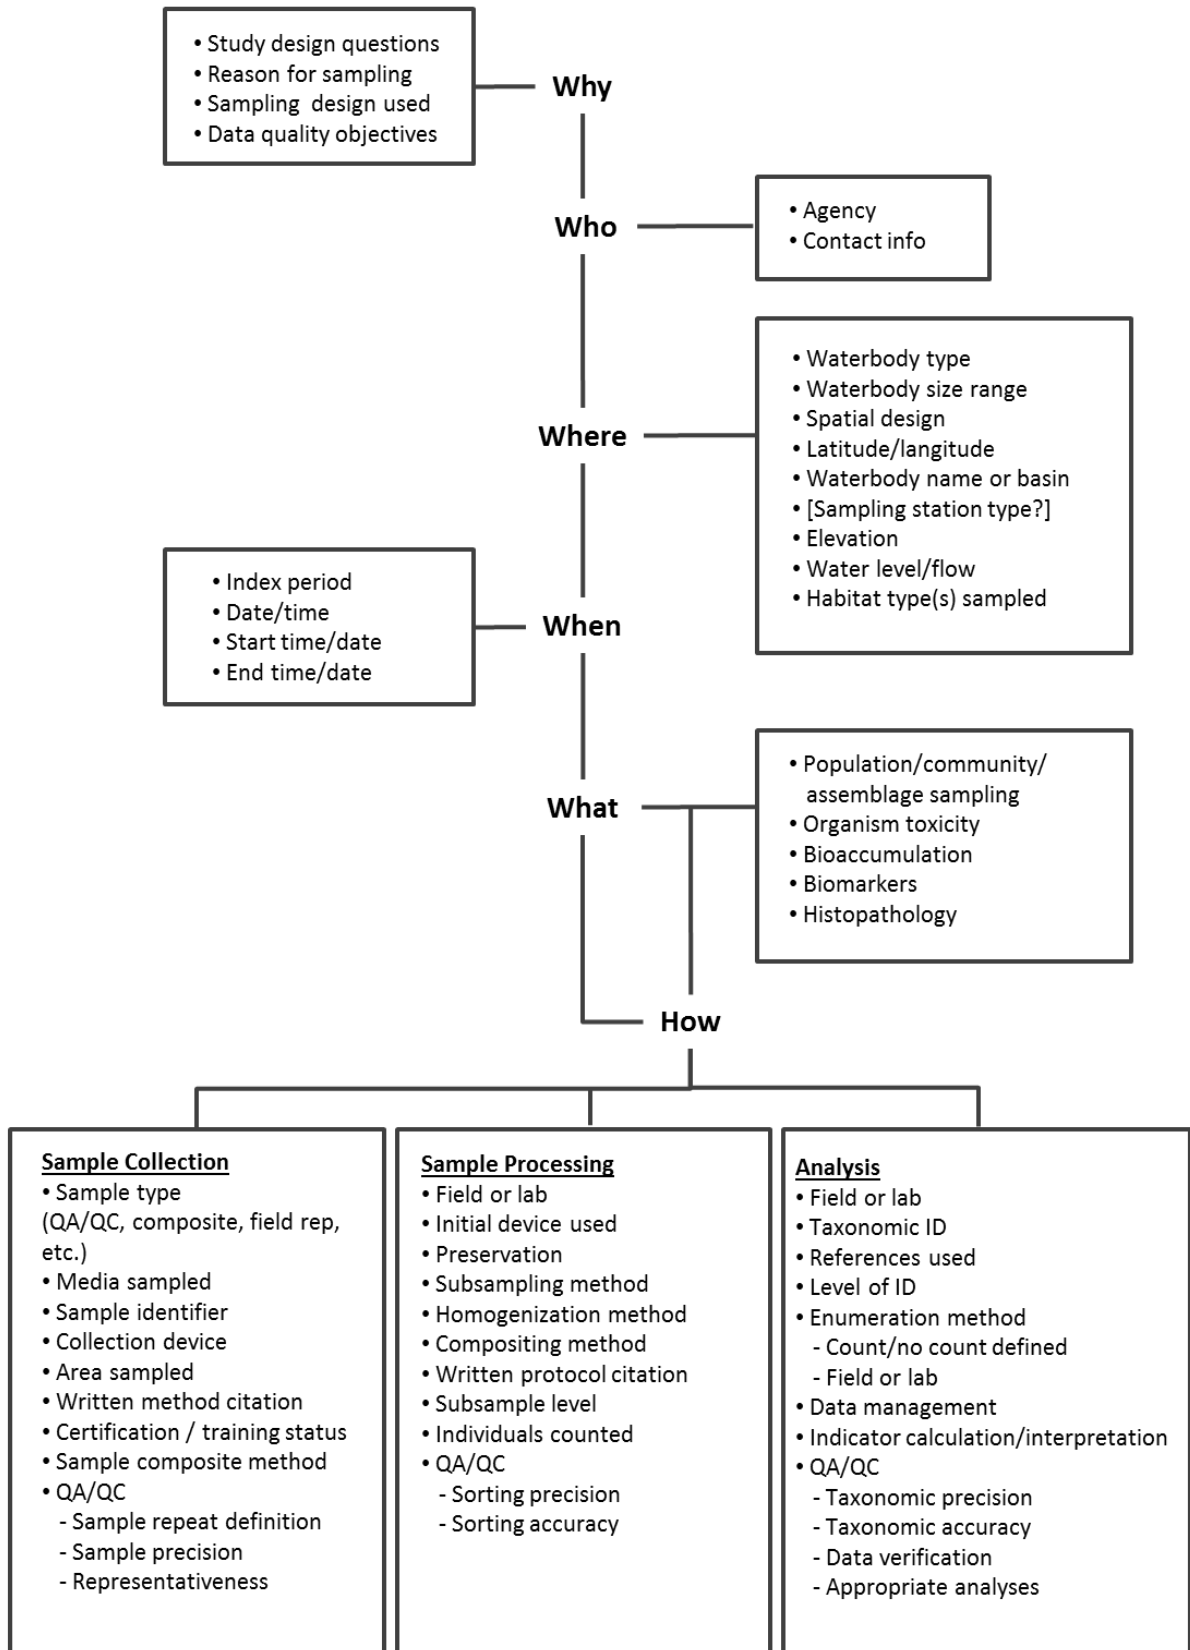 • Study design questions
• Reason for sampling
• Sampling design used
• Data quality objectives
Why
Who
• Agency
• Contact info
Where
• Waterbody type
• Waterbody size range
• Spatial design
• Latitude/langitude
• Waterbody name or basin
• [Sampling station type?]
• Elevation
• Water level/flow
• Habitat type(s) sampled
• Index period
• Date/time
• Start time/date
• End time/date
When
What
• Population/community/
assemblage sampling
• Organism toxicity
• Bioaccumulation
• Biomarkers
• Histopathology
How
Sample Collection
• Sample type
(QA/QC, composite, field rep,
etc.)
• Media sampled
• Sample identifier
• Collection device
• Area sampled
• Written method citation
• Certification / training status
• Sample composite method
• QA/QC
- Sample repeat definition
- Sample precision
- Representativeness
Sample Processing
• Field or lab
• Initial device used
• Preservation
• Subsampling method
• Homogenization method
• Compositing method
• Written protocol citation
• Subsample level
• Individuals counted
• QA/QC
- Sorting precision
- Sorting accuracy
Analysis
• Field or lab
• Taxonomic ID
• References used
• Level of ID
• Enumeration method
- Count/no count defined
- Field or lab
• Data management
• Indicator calculation/interpretation
• QA/QC
- Taxonomic precision
- Taxonomic accuracy
- Data verification
- Appropriate analyses